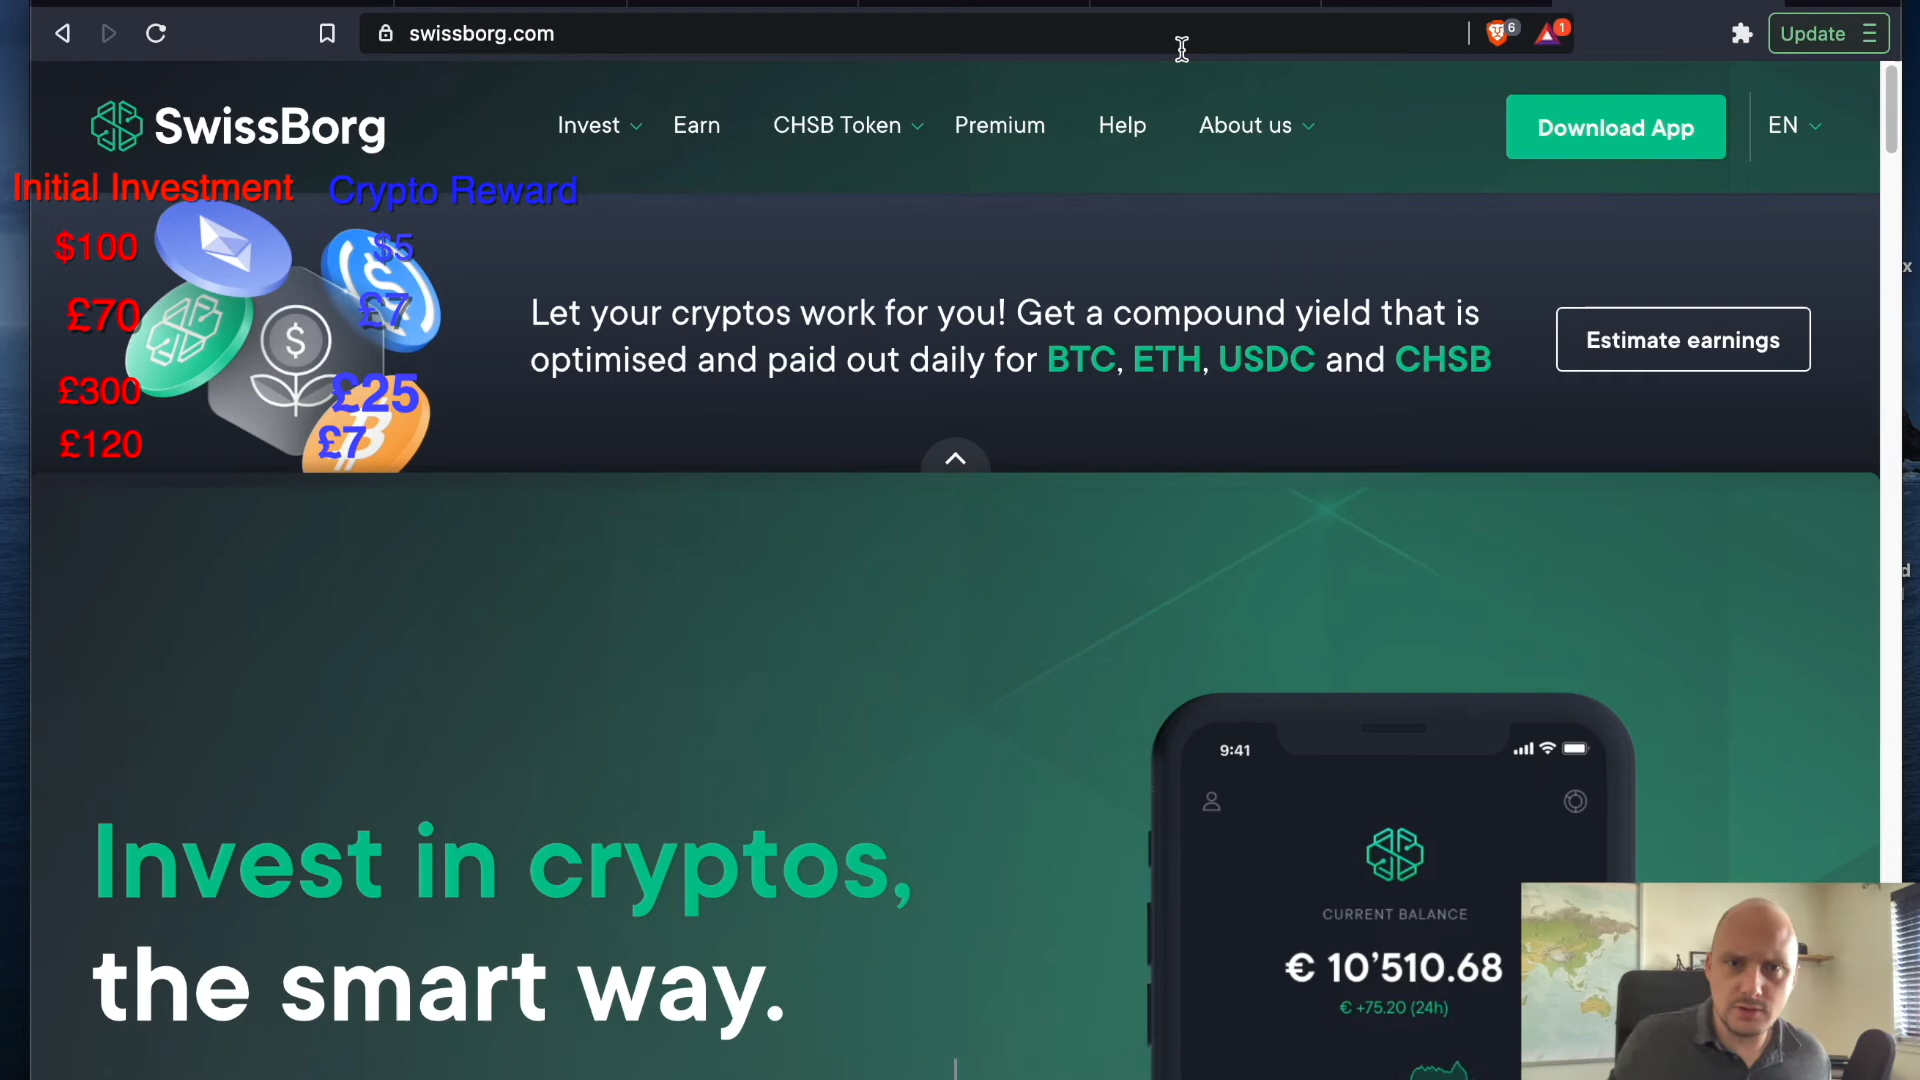 swissborg.com
6
1
Update
SwissBorg
Invest
Earn
CHSB Token
Premium
Help
About us
Download App
EN
Initial Investment
Crypto Reward
$100
$5
£70
£7
£300
£25
£120
£7
Let your cryptos work for you! Get a compound yield that is
optimised and paid out daily for BTC, ETH, USDC and CHSB
Estimate earnings
Invest in cryptos,
the smart way.
9:41
CURRENT BALANCE
€ 10'510.68
€ +75.20 (24h)
x
d